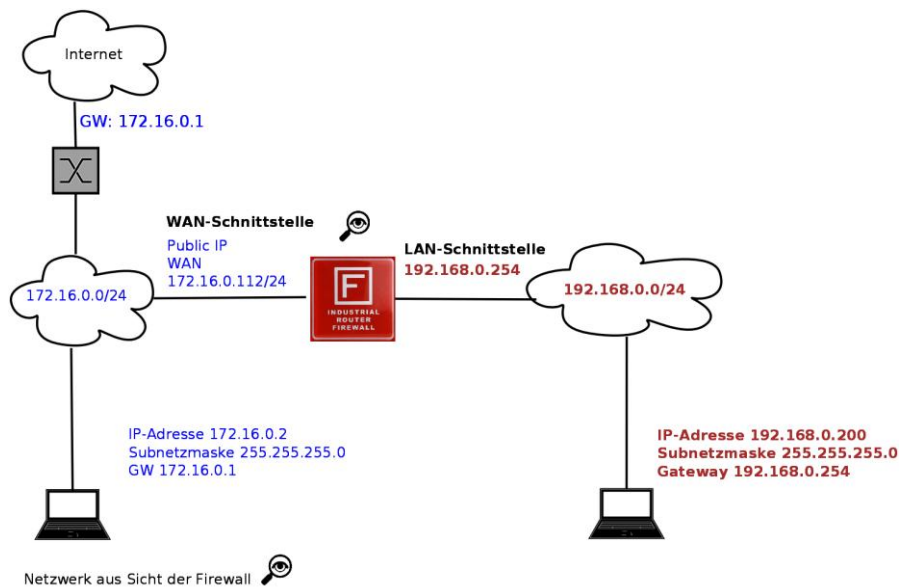 Internet
GW: 172.16.0.1
WAN-Schnittstelle
Public IP
WAN
172.16.0.112/24
LAN-Schnittstelle
192.168.0.254
172.16.0.0/24
F
INDUSTRIAL
ROUTER
FIREWALL
192.168.0.0/24
IP-Adresse 172.16.0.2
Subnetzmaske 255.255.255.0
GW 172.16.0.1
IP-Adresse 192.168.0.200
Subnetzmaske 255.255.255.0
Gateway 192.168.0.254
Netzwerk aus Sicht der Firewall